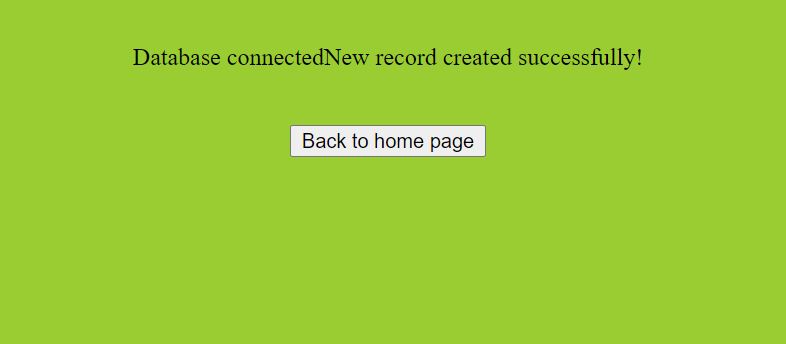 Database connectedNew record created successfully!
Back to home page